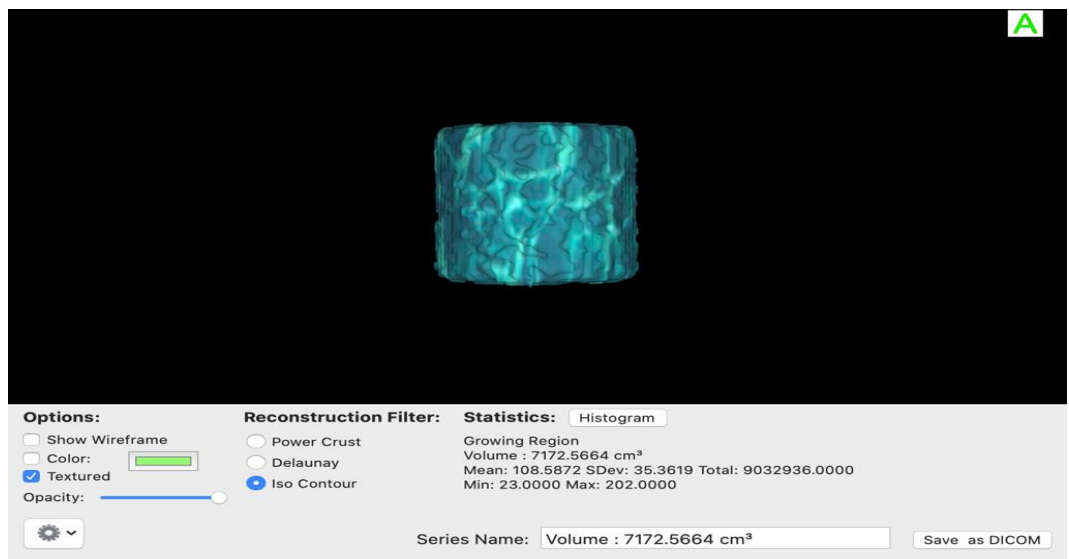 A
Options:
Show Wireframe
Color:
Textured
Opacity:
Reconstruction Filter:
Power Crust
Delaunay
Iso Contour
Statistics: Histogram
Growing Region
Volume : 7172.5664 cm³
Mean: 108.5872 SDev: 35.3619 Total: 9032936.0000
Min: 23.0000 Max: 202.0000
Series Name: Volume : 7172.5664 cm³ Save as DICOM